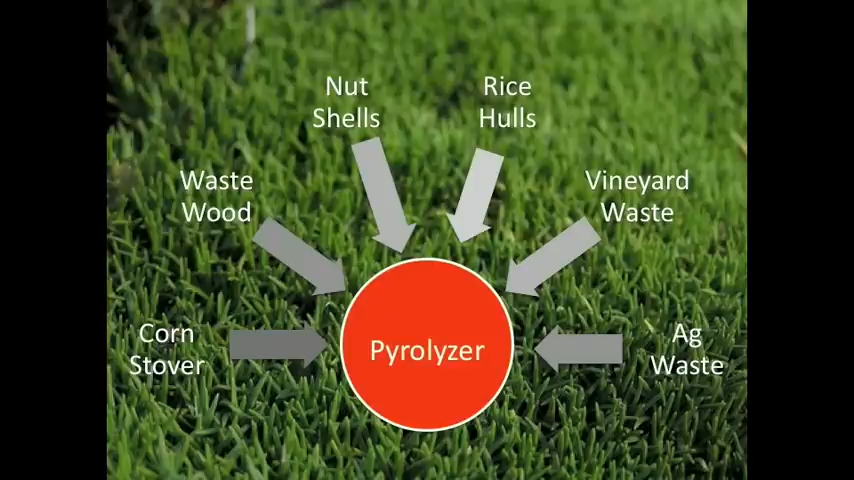 Nut
Shells
Rice
Hulls
Waste
Wood
Vineyard
Waste
Corn
Stover
Pyrolyzer
Ag
Waste